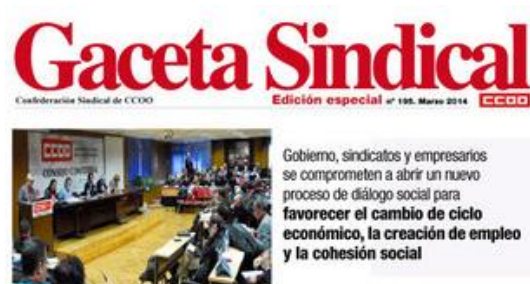 Gaceta Sindical
Confederación Sindical de CCOO
Edición especial nº 195. Marzo 2014 CCOO
CCOO
Gobierno, sindicatos y empresarios
se comprometen a abrir un nuevo
proceso de diálogo social para
favorecer el cambio de ciclo
económico, la creación de empleo
y la cohesión social